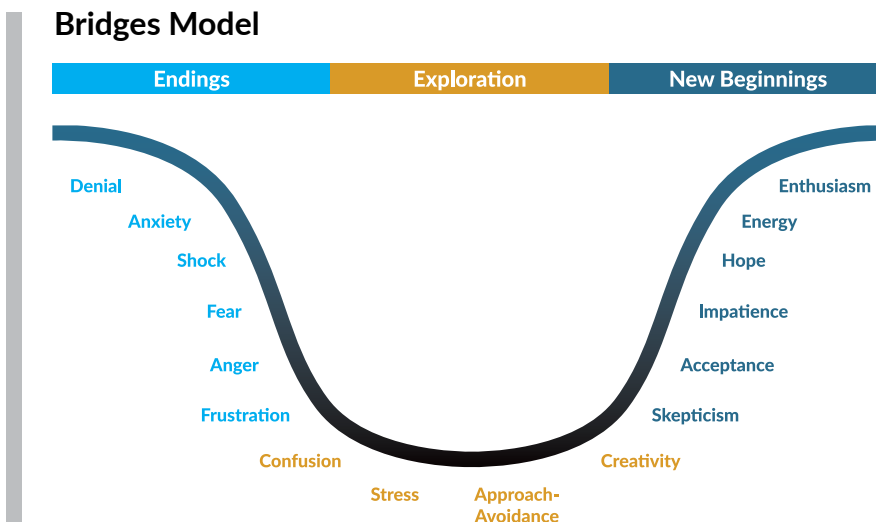 Bridges Model
Endings
Exploration
New Beginnings
Denial
Anxiety
Shock
Fear
Anger
Frustration
Confusion
Stress
Approach-
Avoidance
Creativity
Skepticism
Acceptance
Impatience
Hope
Energy
Enthusiasm